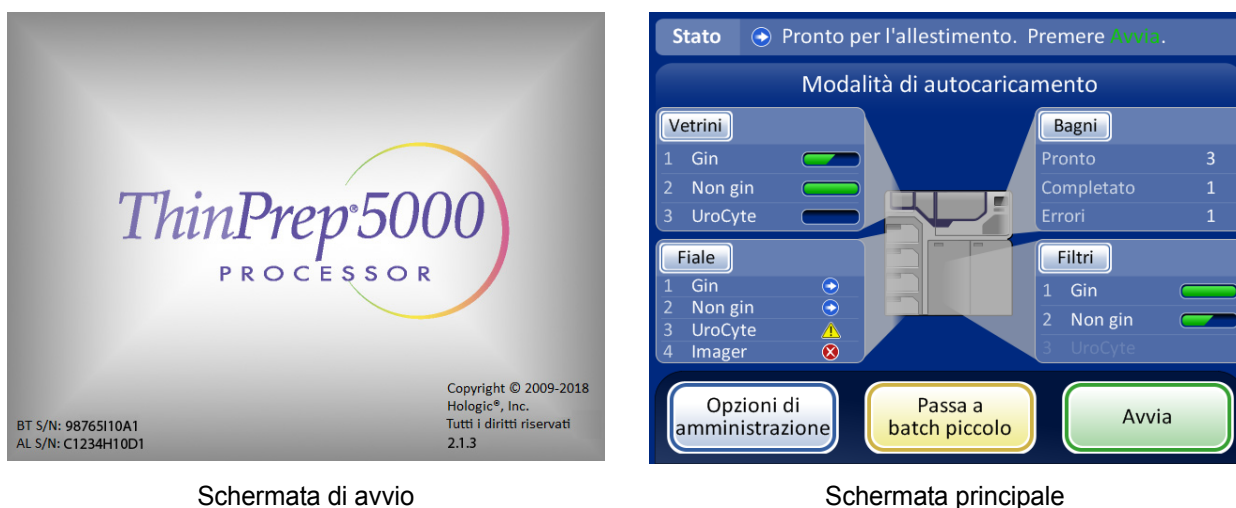 ThinPrep®5000
PROCESSOR
Copyright © 2009-2018
Hologic®, Inc.
Tutti i diritti riservati
2.1.3
BT S/N: 98765I10A1
AL S/N: C1234H10D1
Schermata di avvio
Stato Pronto per l'allestimento. Premere Avvia.
Modalità di autocaricamento
Vetrini
1 Gin
2 Non gin
3 UroCyte
Bagni
Pronto 3
Completato 1
Errori 1
Fiale
1 Gin
2 Non gin
3 UroCyte
4 Imager
Filtri
1 Gin
2 Non gin
3 UroCyte
Opzioni di
amministrazione
Passa a
batch piccolo
Avvia
Schermata principale